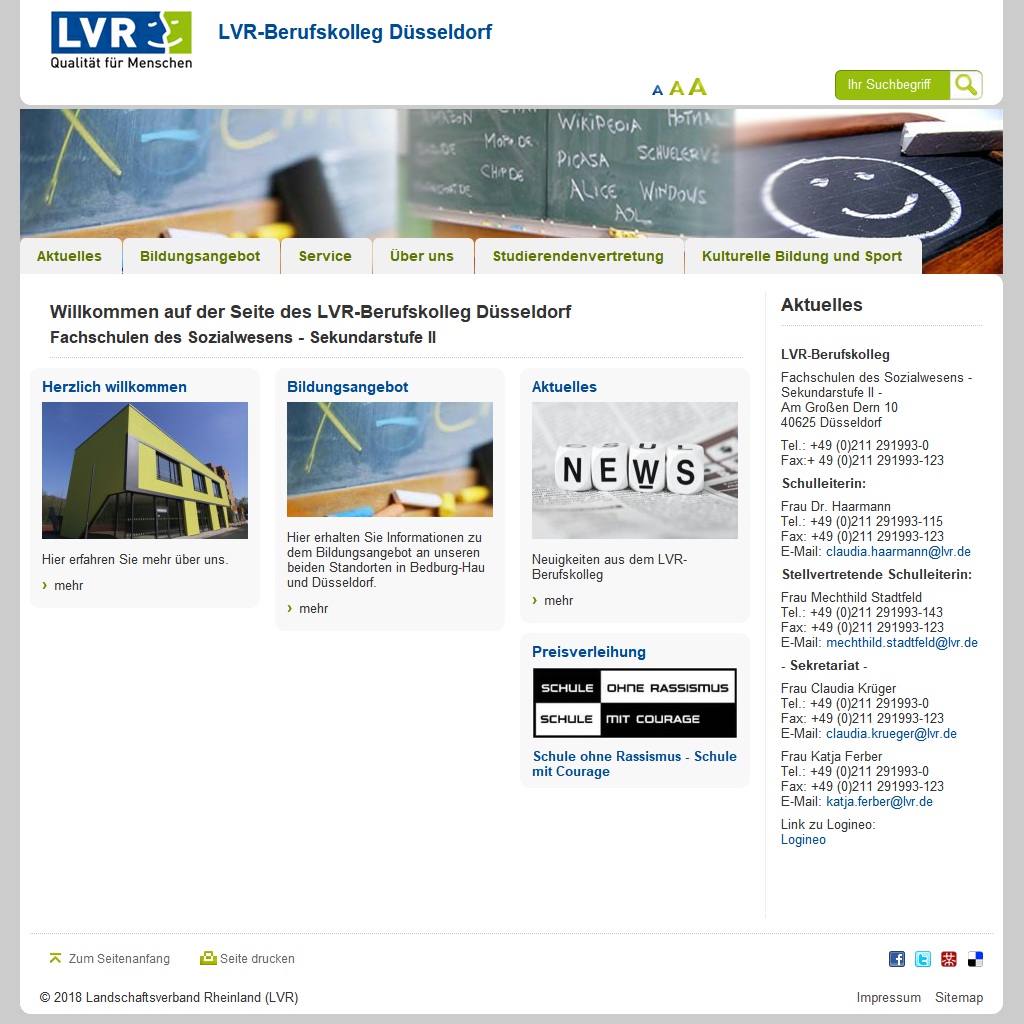 LVR
Qualität für Menschen
LVR-Berufskolleg Düsseldorf
A A A
Ihr Suchbegriff
WIKIPEDIA
PICASA
ALICE
WINDOWS
AOL
Aktuelles
Bildungsangebot
Service
Über uns
Studierendenvertretung
Kulturelle Bildung und Sport
Willkommen auf der Seite des LVR-Berufskolleg Düsseldorf
Fachschulen des Sozialwesens - Sekundarstufe II
Herzlich willkommen
Hier erfahren Sie mehr über uns.
› mehr
Bildungsangebot
Hier erhalten Sie Informationen zu
dem Bildungsangebot an unseren
beiden Standorten in Bedburg-Hau
und Düsseldorf.
› mehr
Aktuelles
NEWS
Neuigkeiten aus dem LVR-
Berufskolleg
› mehr
Preisverleihung
SCHULE OHNE RASSISMUS
SCHULE MIT COURAGE
Schule ohne Rassismus - Schule
mit Courage
Aktuelles
LVR-Berufskolleg
Fachschulen des Sozialwesens -
Sekundarstufe II -
Am Großen Dern 10
40625 Düsseldorf
Tel.: +49 (0)211 291993-0
Fax:+ 49 (0)211 291993-123
Schulleiterin:
Frau Dr. Haarmann
Tel.: +49 (0)211 291993-115
Fax: +49 (0)211 291993-123
E-Mail: claudia.haarmann@lvr.de
Stellvertretende Schulleiterin:
Frau Mechthild Stadtfeld
Tel.: +49 (0)211 291993-143
Fax: +49 (0)211 291993-123
E-Mail: mechthild.stadtfeld@lvr.de
- Sekretariat -
Frau Claudia Krüger
Tel.: +49 (0)211 291993-0
Fax: +49 (0)211 291993-123
E-Mail: claudia.krueger@lvr.de
Frau Katja Ferber
Tel.: +49 (0)211 291993-0
Fax: +49 (0)211 291993-123
E-Mail: katja.ferber@lvr.de
Link zu Logineo:
Logineo
Zum Seitenanfang
Seite drucken
© 2018 Landschaftsverband Rheinland (LVR)
Impressum
Sitemap